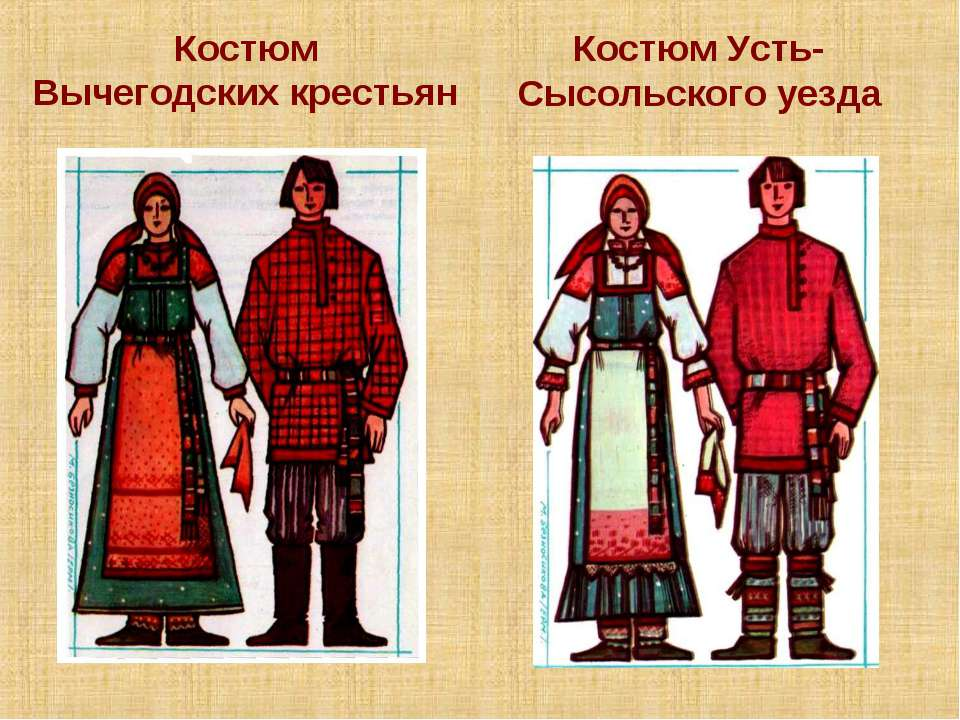 Костюм
Вычегодских крестьян
Костюм Усть-
Сысольского уезда